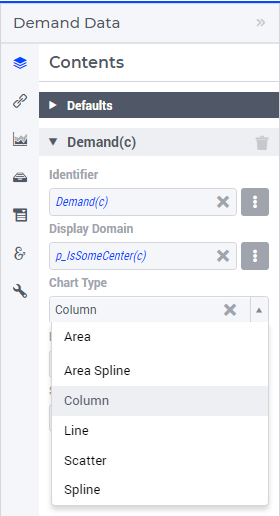 Demand Data
Contents
Defaults
Demand(c)
Identifier
Demand(c)
Display Domain
p_IsSomeCenter(c)
Chart Type
Column
Area
Area Spline
Column
Line
Scatter
Spline